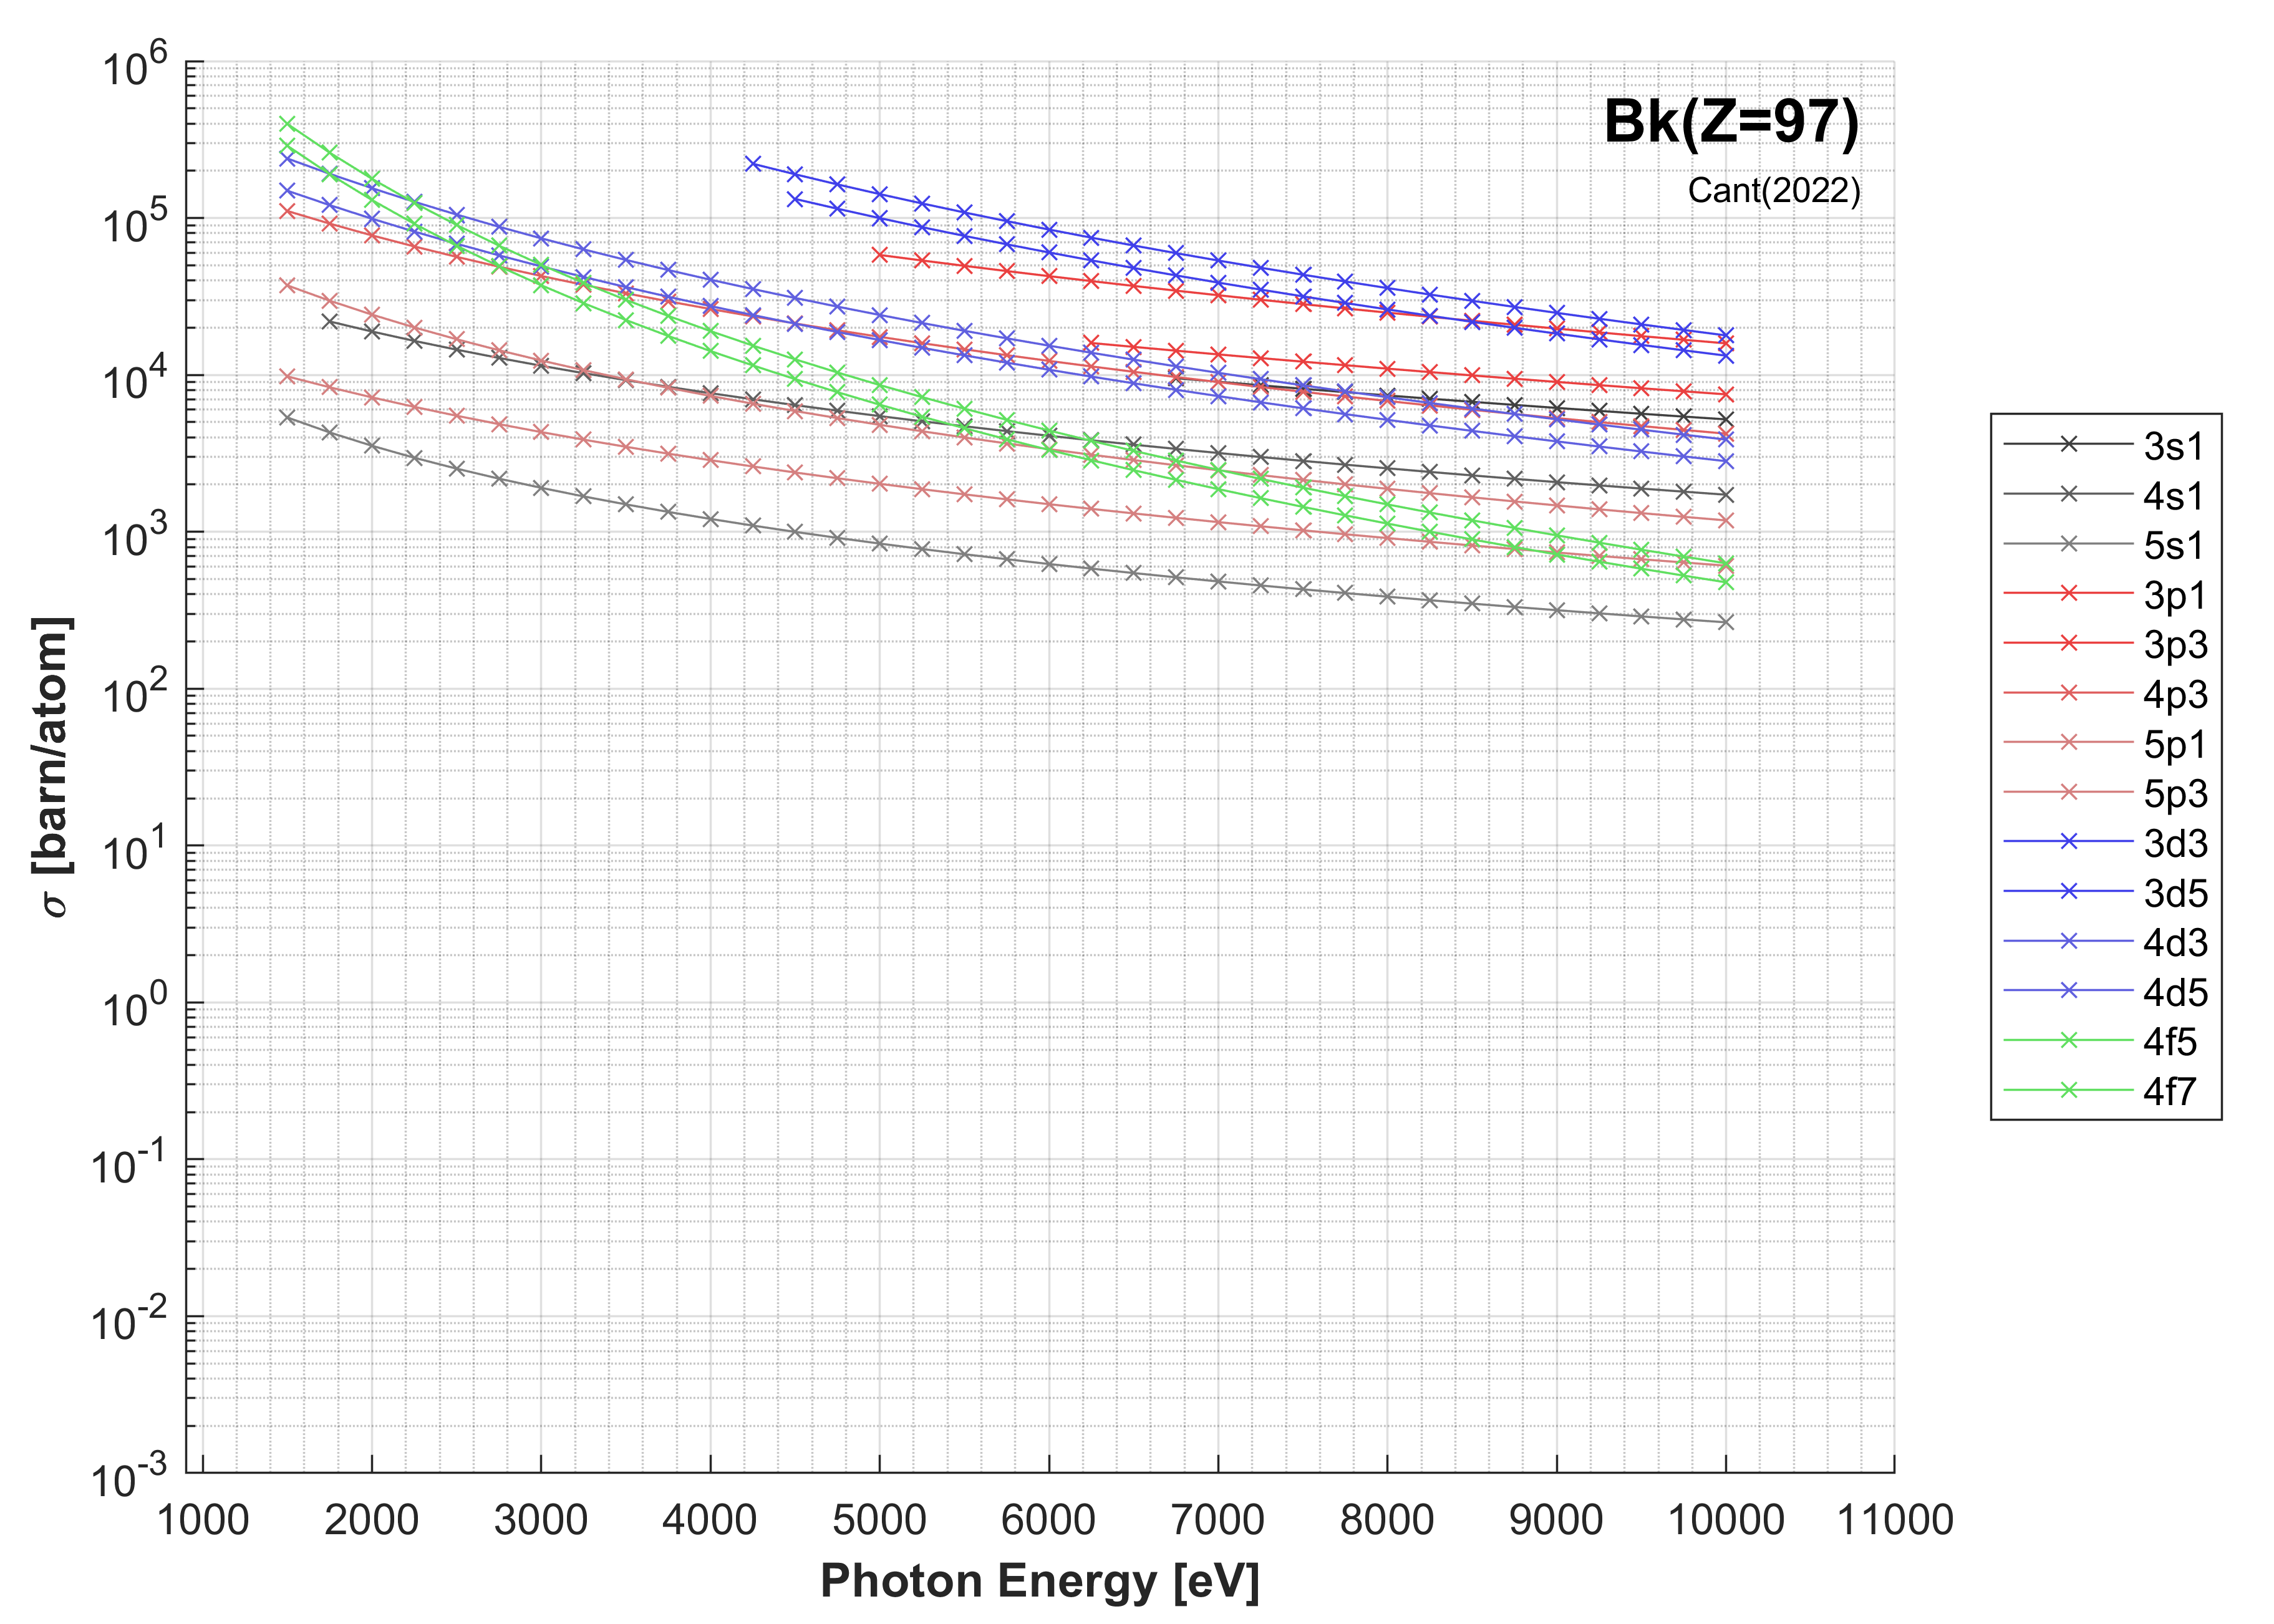 Bk(Z=97)
Cant(2022)
σ [barn/atom]
10^6
10^5
10^4
10^3
10^2
10^1
10^0
10^-1
10^-2
10^-3
1000 2000 3000 4000 5000 6000 7000 8000 9000 10000 11000
Photon Energy [eV]
3s1
4s1
5s1
3p1
3p3
4p3
5p1
5p3
3d3
3d5
4d3
4d5
4f5
4f7